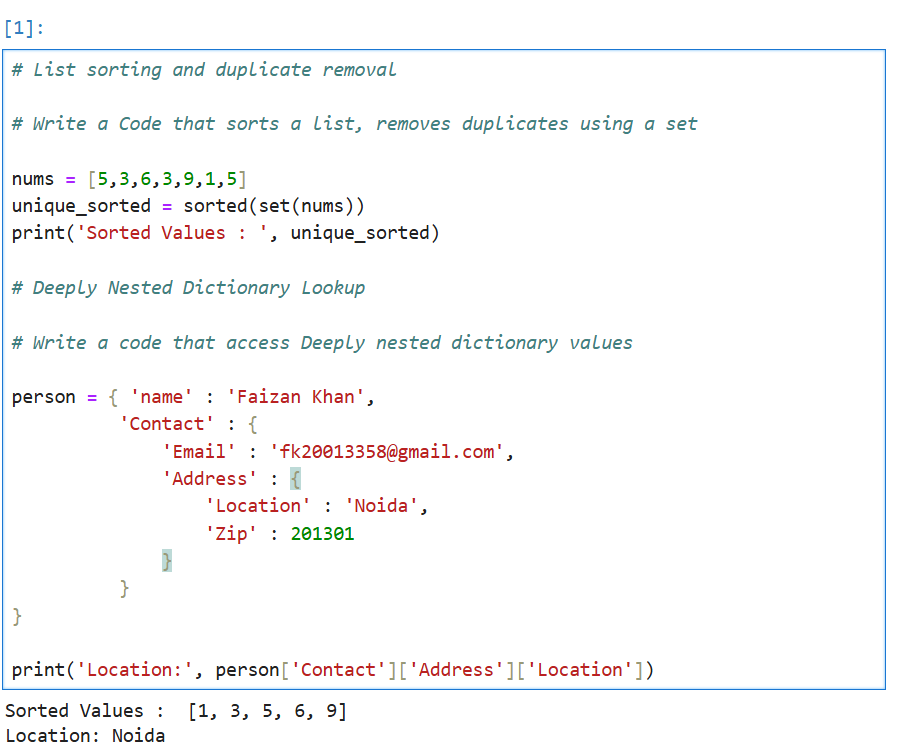 [1]:
# List sorting and duplicate removal
# Write a Code that sorts a list, removes duplicates using a set
nums = [5,3,6,3,9,1,5]
unique_sorted = sorted(set(nums))
print('Sorted Values : ', unique_sorted)
# Deeply Nested Dictionary Lookup
# Write a code that access Deeply nested dictionary values
person = { 'name' : 'Faizan Khan',
          'Contact' : {
              'Email' : 'fk20013358@gmail.com',
              'Address' : {
                  'Location' : 'Noida',
                  'Zip' : 201301
              }
          }
}
print('Location:', person['Contact']['Address']['Location'])
Sorted Values :  [1, 3, 5, 6, 9]
Location: Noida